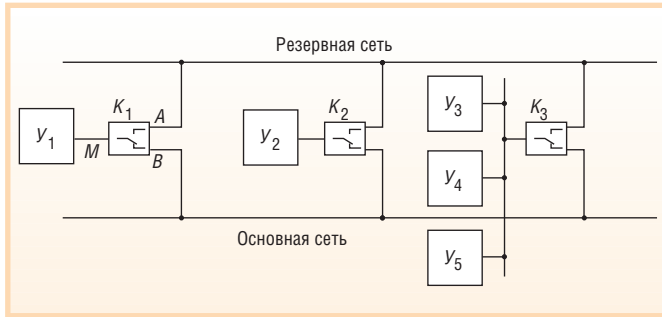 Резервная сеть
У1
М
К1
А
В
У2
К2
У3
У4
У5
К3
Основная сеть